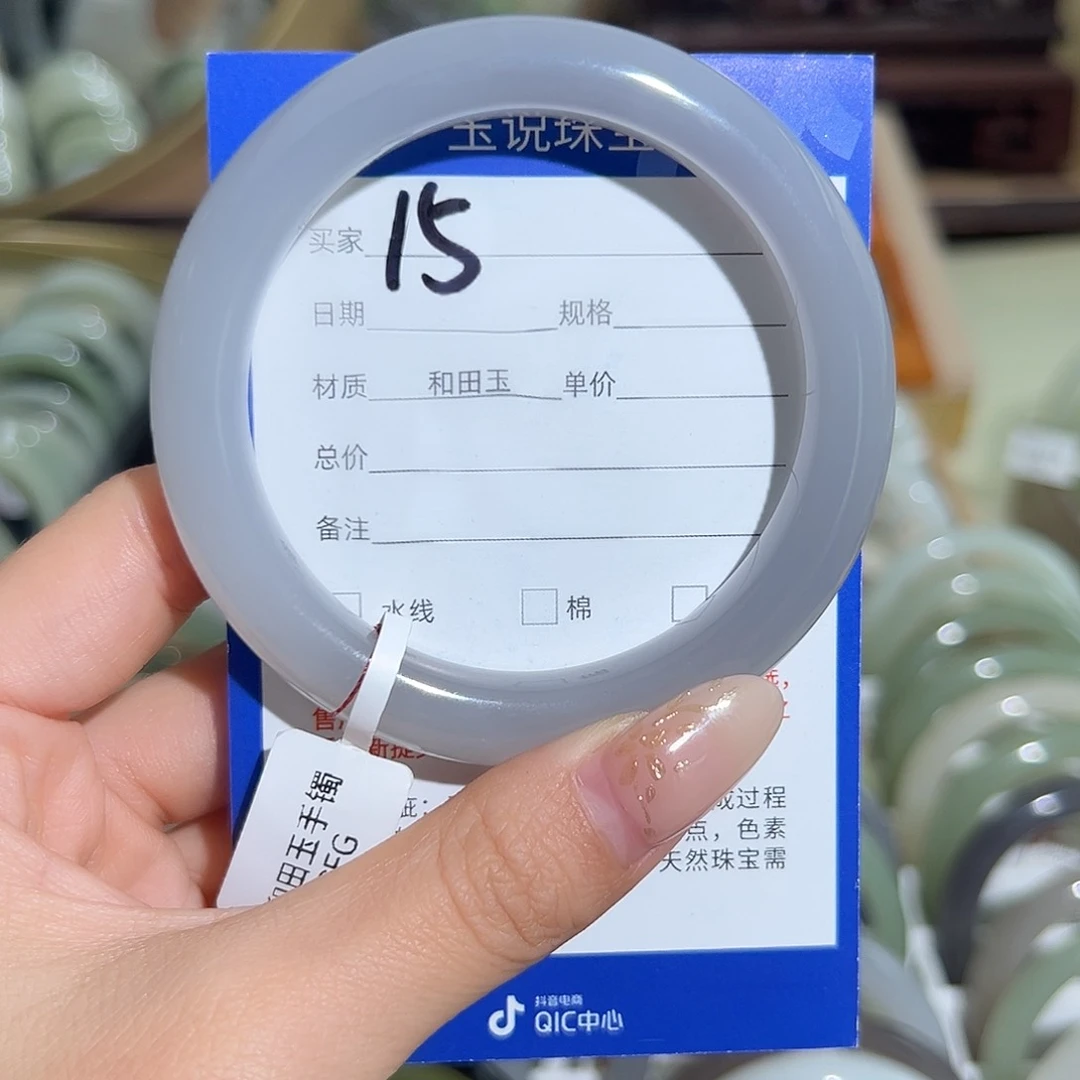 玉说珠宝
15
买家
日期 规格
材质 和田玉 单价
总价
备注
水线 棉
售
疵：
成过程
点，色素
天然珠宝需
田玉手镯
抖音电商
QIC中心